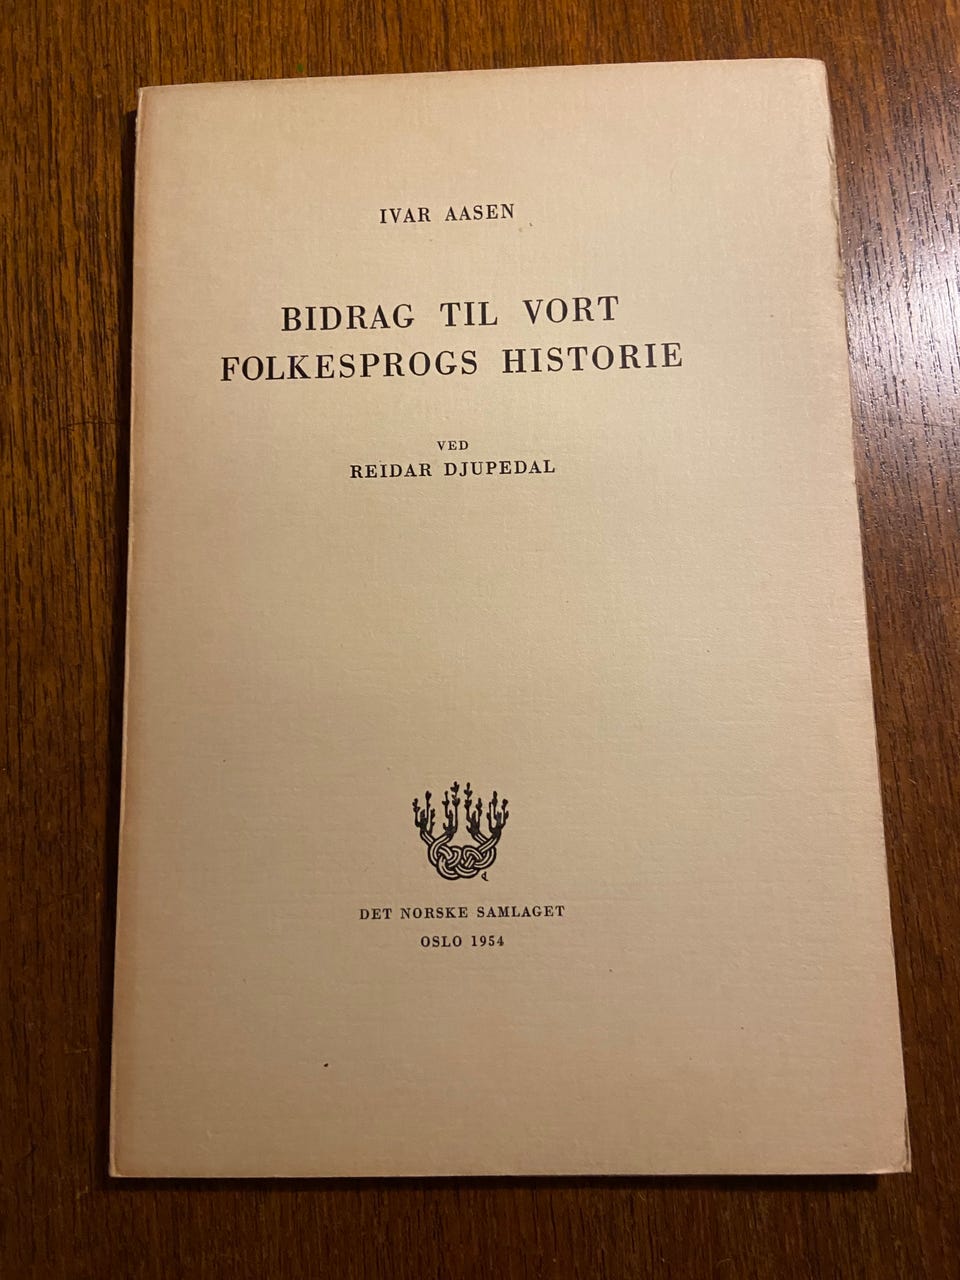 IVAR AASEN
BIDRAG TIL VORT
FOLKESPROGS HISTORIE
VED
REIDAR DJUPEDAL
DET NORSKE SAMLAGET
OSLO 1954